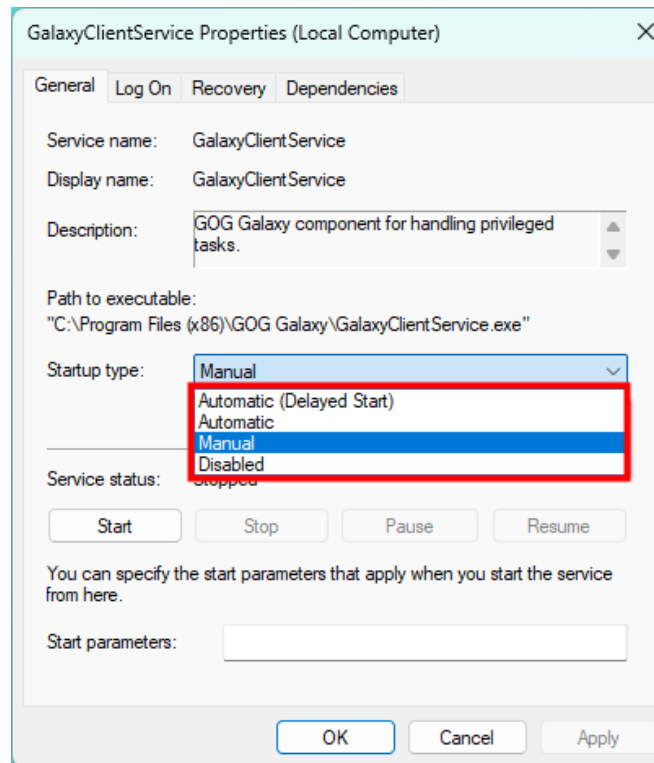 GalaxyClientService Properties (Local Computer)
General Log On Recovery Dependencies
Service name: GalaxyClientService
Display name: GalaxyClientService
Description: GOG Galaxy component for handling privileged
tasks.
Path to executable:
"C:\Program Files (x86)\GOG Galaxy\GalaxyClientService.exe"
Startup type: Manual
Automatic (Delayed Start)
Automatic
Manual
Disabled
Service status: Stopped
Start Stop Pause Resume
You can specify the start parameters that apply when you start the service
from here.
Start parameters:
OK Cancel Apply